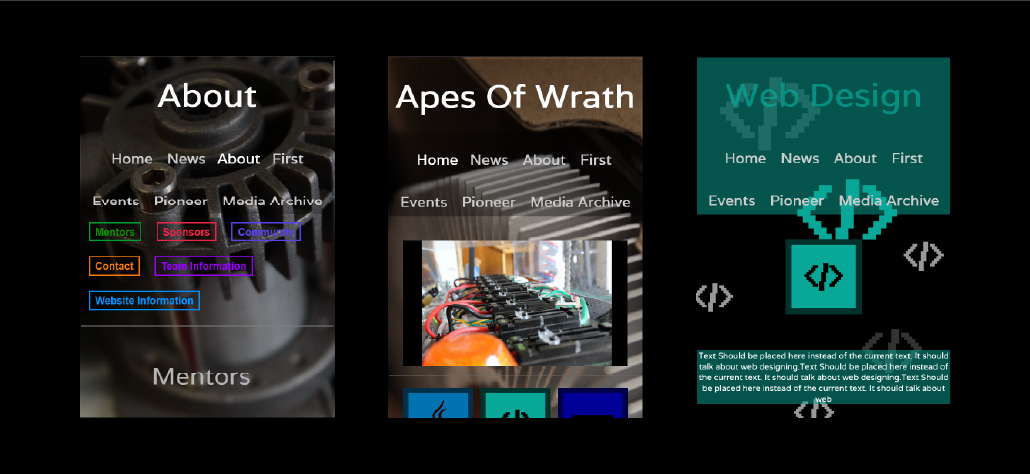 About
Home News About First
Events Pioneer Media Archive
Mentors Sponsors Community
Contact Team Information
Website Information
Mentors
Apes Of Wrath
Home News About First
Events Pioneer Media Archive
Web Design
Home News About First
Events Pioneer Media Archive
Text Should be placed here instead of the current text. It should
talk about web designing.Text Should be placed here instead of
the current text. It should talk about web designing.Text Should
be placed here instead of the current text. It should talk about
web